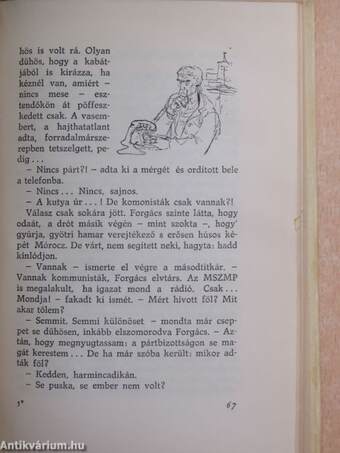 hös is volt rá. Olyan
dühös, hogy a kabát-
jából is kirázza, ha
kéznél van, amiért –
nincs mese – esz-
tendőkön át pöffesz-
kedett csak. A vasem-
bert, a hajthatatlant
adta, forradalmársze-
repben tetszelgett, pe-
dig . . .
– Nincs párt?! – adta ki a mérgét és ordított bele
a telefonba.
– Nincs . . . Nincs, sajnos.
– A kutya úr . . . ! De komonisták csak vannak?!
Válasz csak sokára jött. Forgács szinte látta, hogy
odaát, a drót másik végén – mint szokta –, hogy'
gyűrja, gyötri hamar verejtékező s erősen húsos ké-
pét Mórocz. De várt, nem segített neki, hagyta: hadd
kínlódjon.
– Vannak – ismerte el végre a másodtitkár. –
Vannak kommunisták, Forgács elvtárs. Az MSZMP
is megalakult, ha igazat mond a rádió. Csak . . .
Mondja! – fakadt ki ismét. – Mért hívott föl? Mit
akar tőlem?
– Semmit. Semmi különöset – mondta már csep-
pet se dühösen, inkább elszomorodva Forgács. – Az-
tán, hogy megnyugtassam: a pártbizottságon se ma-
gát kerestem . . . De ha már szóba került: mikor ad-
ták föl?
– Kedden, harmincadikán.
– Se puska, se ember nem volt?
5*
67
Antikvárium.hu